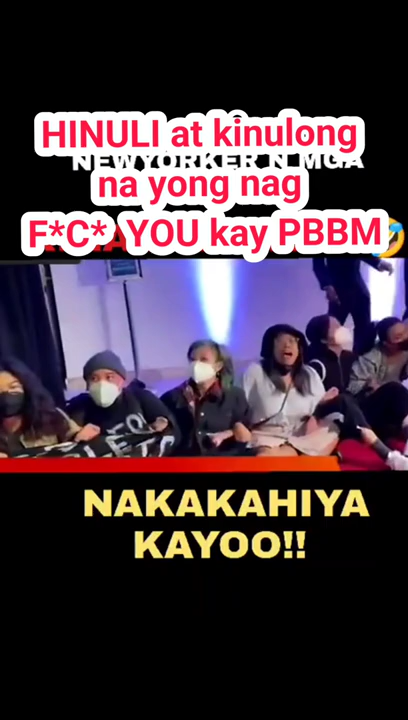 HINULI at kinulong
NEWYORKER N MGA
na yong nag
F*C* YOU kay PBBM
NAKAKAHIYA
KAYOO!!